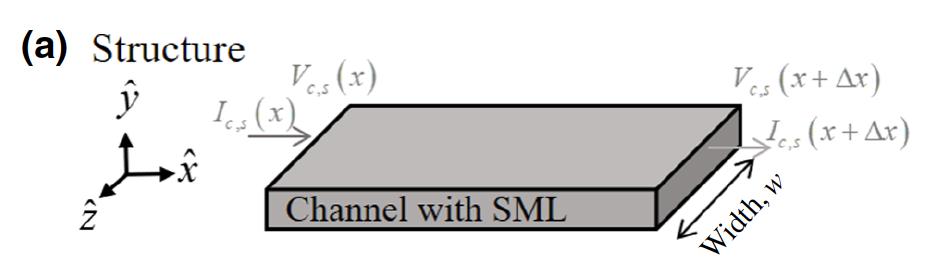 (a) Structure
V_{c,s}(x)
V_{c,s}(x + Δx)
ŷ
I_{c,s}(x)
I_{c,s}(x + Δx)
x̂
ẑ
Channel with SML
Width, w